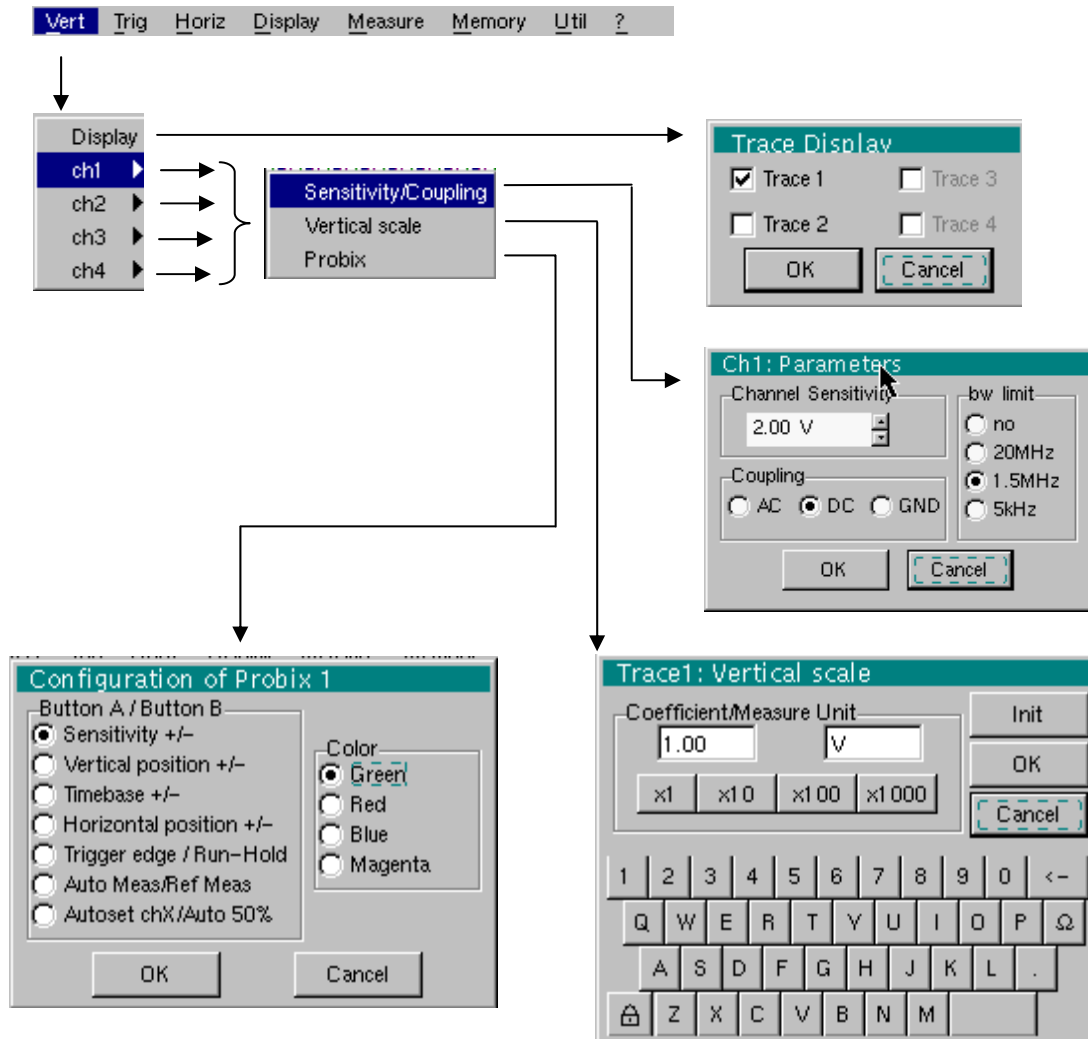 Vert Trig Horiz Display Measure Memory Util ?
Display
ch1
ch2
ch3
ch4
Sensitivity/Coupling
Vertical scale
Probix
Trace Display
Trace 1 Trace 3
Trace 2 Trace 4
OK Cancel
Ch1: Parameters
Channel Sensitivity
2.00 V
Coupling
AC DC GND
bw limit
no
20MHz
1.5MHz
5kHz
OK Cancel
Configuration of Probix 1
Button A / Button B
Sensitivity +/-
Vertical position +/-
Timebase +/-
Horizontal position +/-
Trigger edge / Run-Hold
Auto Meas/Ref Meas
Autoset chX/Auto 50%
Color
Green
Red
Blue
Magenta
OK Cancel
Trace1: Vertical scale
Coefficient/Measure Unit
1.00 V
x1 x10 x100 x1000
Init
OK
Cancel
1 2 3 4 5 6 7 8 9 0 <-
Q W E R T Y U I O P Ω
A S D F G H J K L .
Z X C V B N M